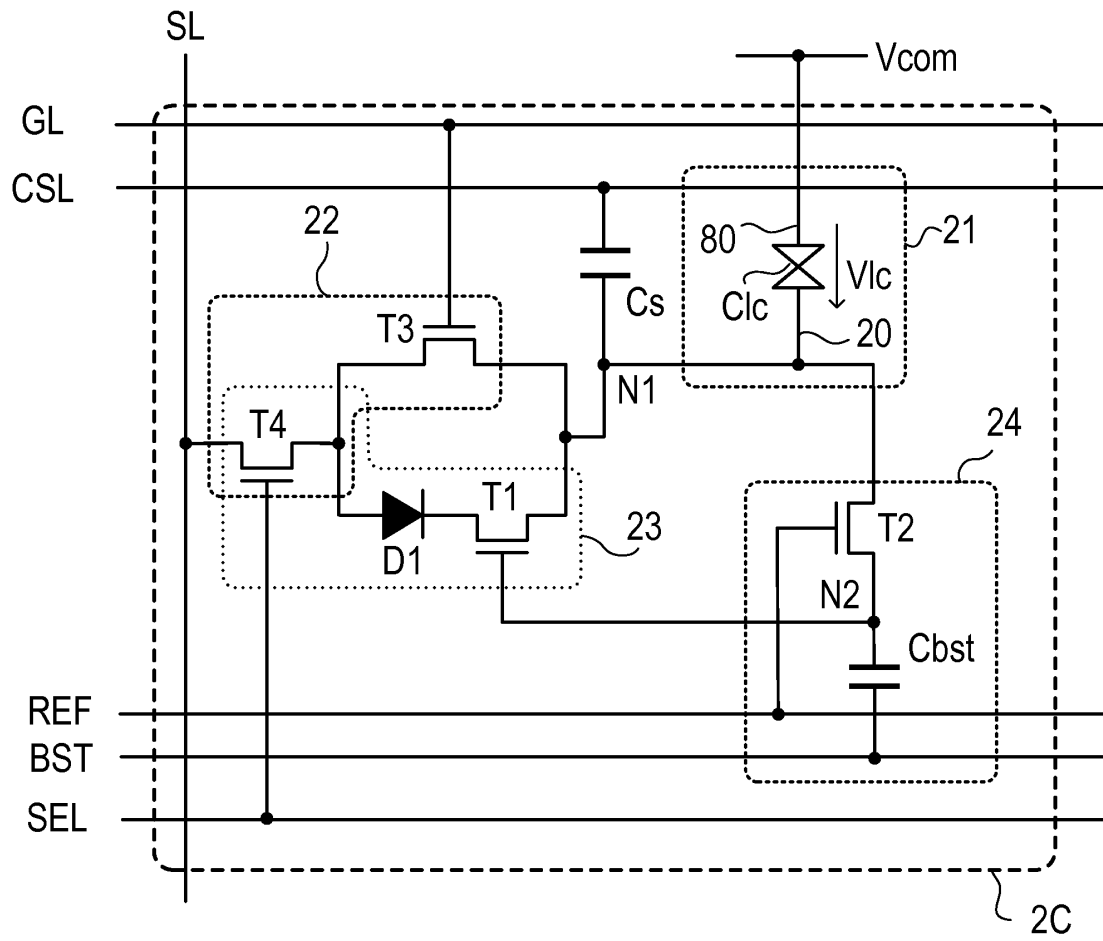 SL
Vcom
GL
CSL
22
80
21
Vlc
Clc
Cs
20
T3
N1
T4
24
T1
23
T2
D1
N2
Cbst
REF
BST
SEL
2C